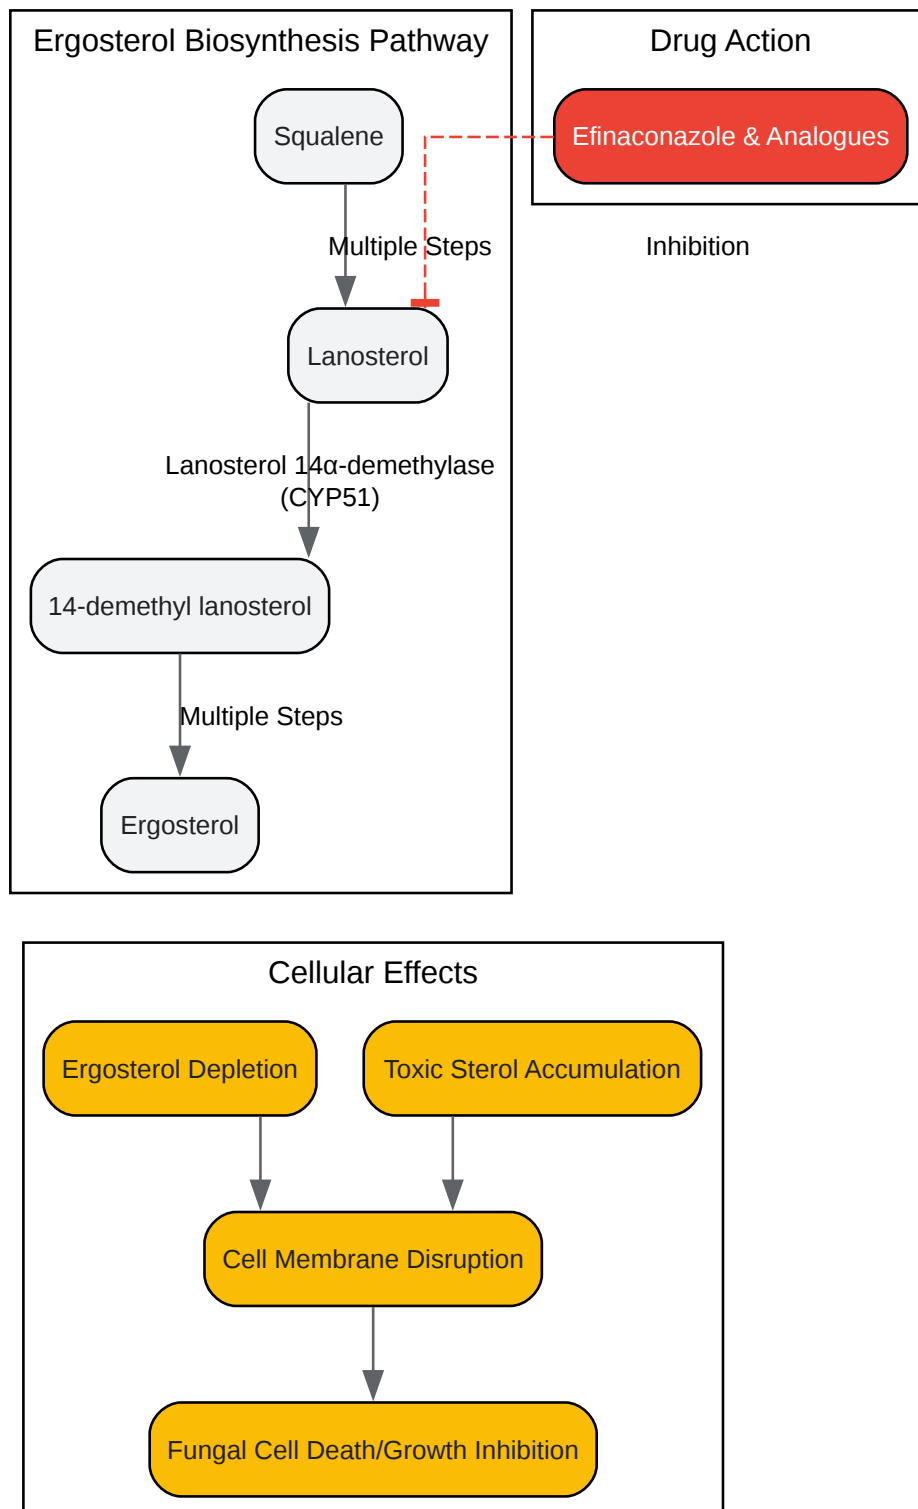 Ergosterol Biosynthesis Pathway
Drug Action
Squalene
Efinaconazole & Analogues
Multiple Steps
Inhibition
Lanosterol
Lanosterol 14α-demethylase
(CYP51)
14-demethyl lanosterol
Multiple Steps
Ergosterol
Cellular Effects
Ergosterol Depletion
Toxic Sterol Accumulation
Cell Membrane Disruption
Fungal Cell Death/Growth Inhibition